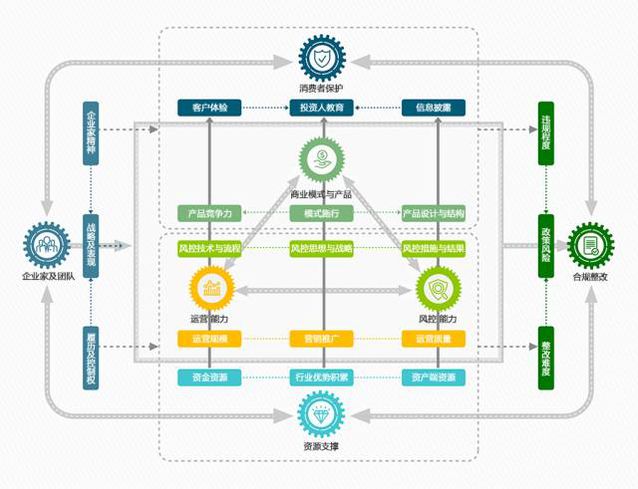 消费者保护
客户体验
投资人教育
信息披露
企业家精神
违规程度
商业模式与产品
产品竞争力
模式施行
产品设计与结构
战略及表现
政策风险
风控技术与流程
风控思想与战略
风控措施与结果
企业家及团队
合规整改
运营能力
风控能力
运营规模
营销推广
运营质量
履历及控制权
整改难度
资金资源
行业优势积累
资产端资源
资源支撑